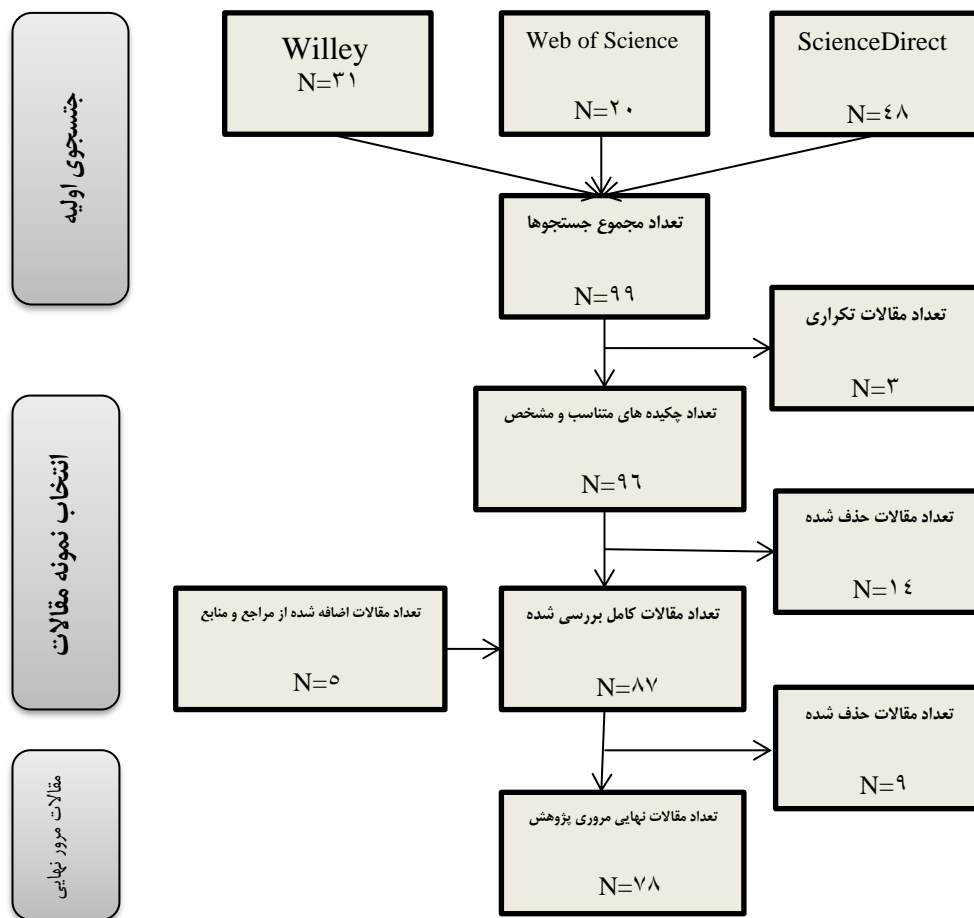 جتسجوی اولیه
Willey
N=۳۱
Web of Science
N=۲۰
ScienceDirect
N=٤۸
تعداد مجموع جستجوها
N=۹۹
تعداد مقالات تکراری
N=۳
انتخاب نمونه مقالات
تعداد چکیده های متناسب و مشخص
N=۹٦
تعداد مقالات حذف شده
N=۱٤
تعداد مقالات اضافه شده از مراجع و منابع
N=٥
تعداد مقالات کامل بررسی شده
N=۸۷
تعداد مقالات حذف شده
N=۹
مقالات مرور نهایی
تعداد مقالات نهایی مروری پژوهش
N=۷۸